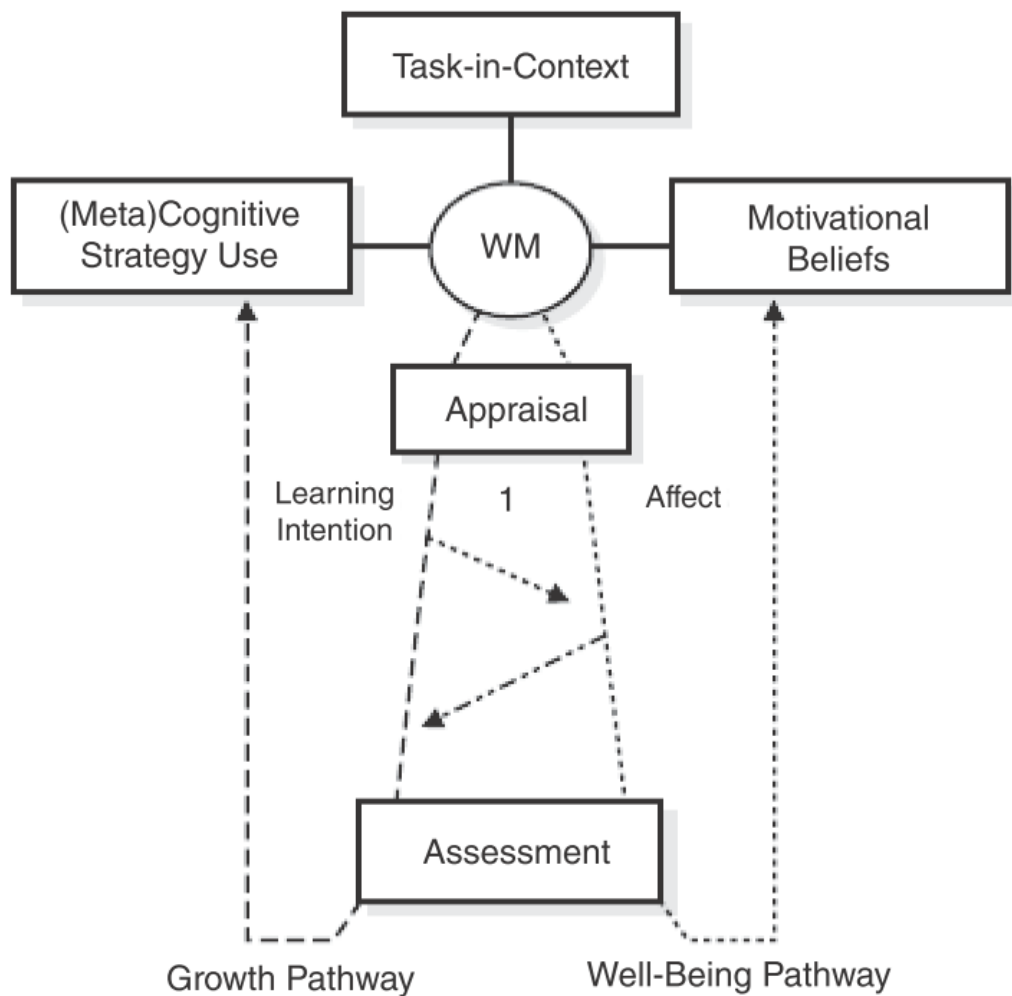 Task-in-Context
(Meta)Cognitive
Strategy Use
WM
Motivational
Beliefs
Appraisal
Learning
Intention
1
Affect
Assessment
Growth Pathway
Well-Being Pathway